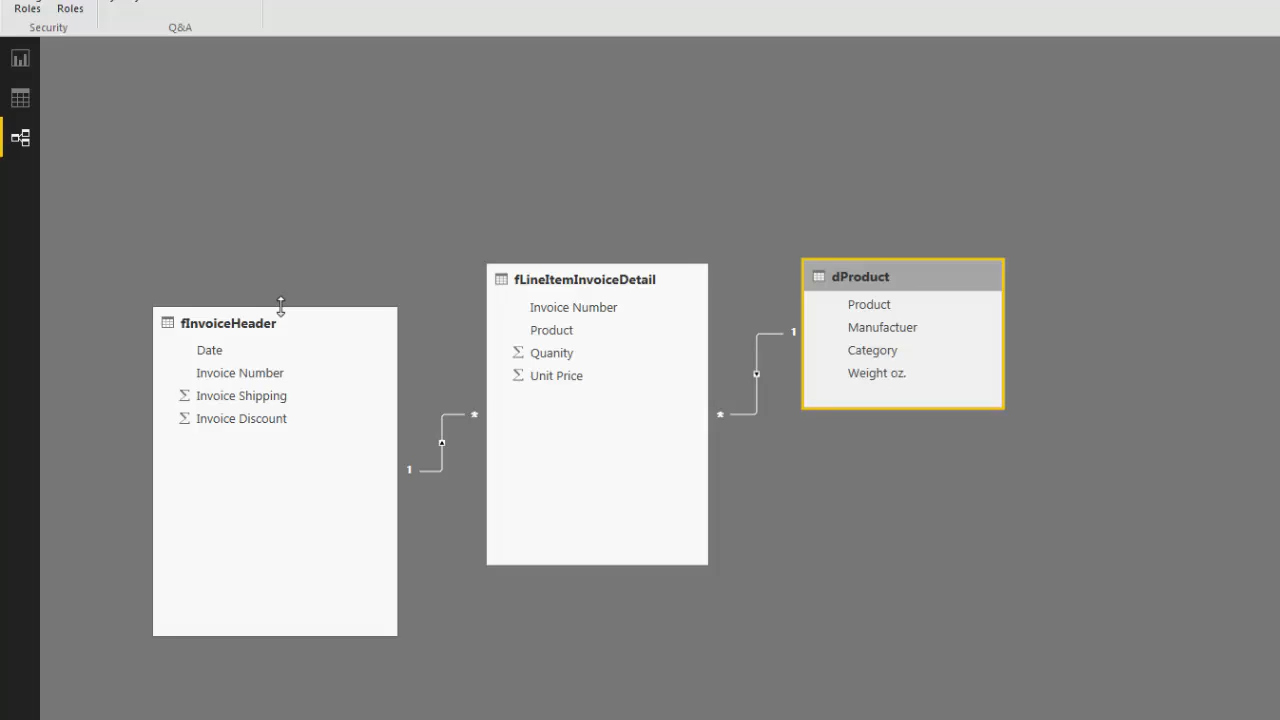 Roles Roles
Security Q&A
fInvoiceHeader
Date
Invoice Number
Σ Invoice Shipping
Σ Invoice Discount
1
*
fLineItemInvoiceDetail
Invoice Number
Product
Σ Quanity
Σ Unit Price
*
1
dProduct
Product
Manufactuer
Category
Weight oz.